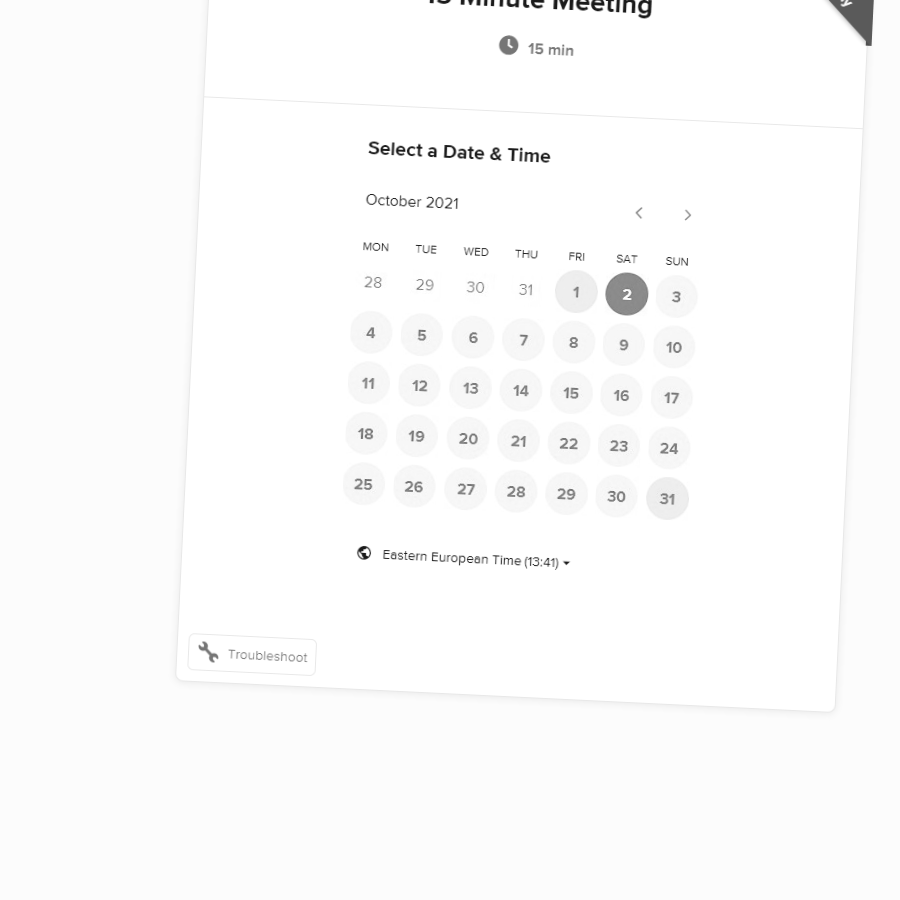 15 Minute Meeting
15 min
Select a Date & Time
October 2021
MON TUE WED THU FRI SAT SUN
28 29 30 31 1 2 3
4 5 6 7 8 9 10
11 12 13 14 15 16 17
18 19 20 21 22 23 24
25 26 27 28 29 30 31
Eastern European Time (13:41)
Troubleshoot